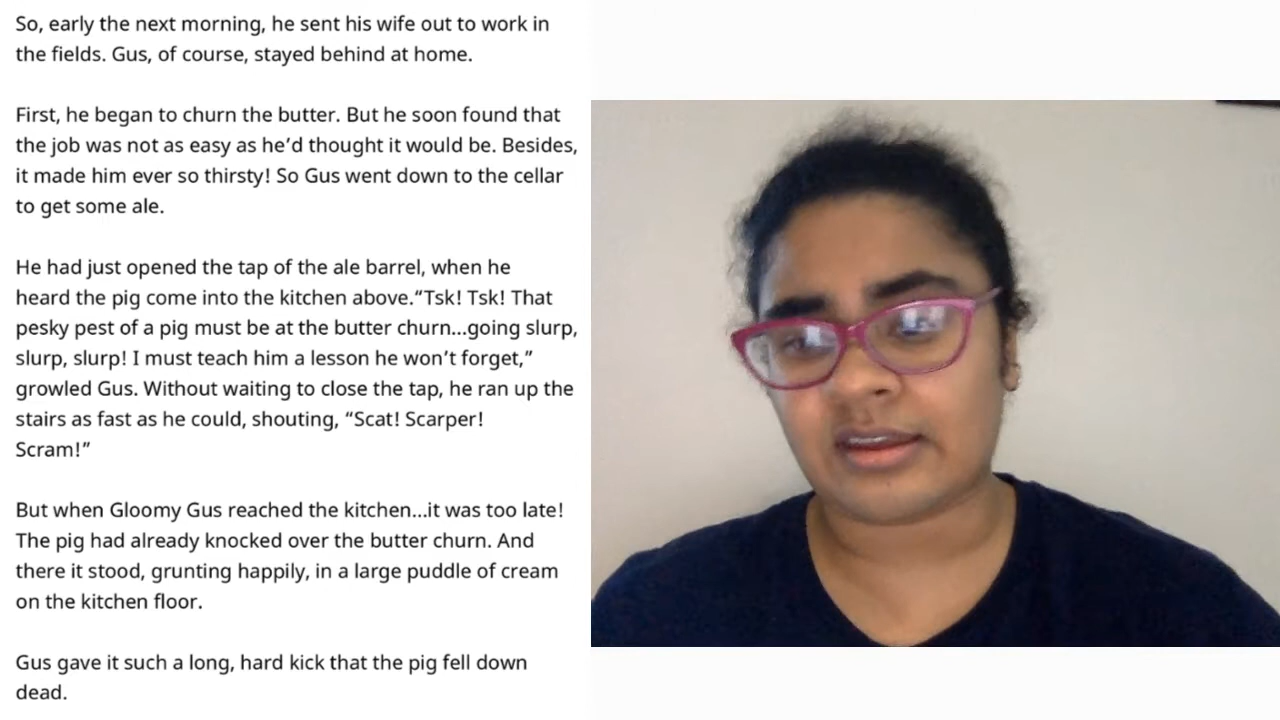 So, early the next morning, he sent his wife out to work in
the fields. Gus, of course, stayed behind at home.
First, he began to churn the butter. But he soon found that
the job was not as easy as he’d thought it would be. Besides,
it made him ever so thirsty! So Gus went down to the cellar
to get some ale.
He had just opened the tap of the ale barrel, when he
heard the pig come into the kitchen above.“Tsk! Tsk! That
pesky pest of a pig must be at the butter churn...going slurp,
slurp, slurp! I must teach him a lesson he won’t forget,”
growled Gus. Without waiting to close the tap, he ran up the
stairs as fast as he could, shouting, “Scat! Scarper!
Scram!”
But when Gloomy Gus reached the kitchen...it was too late!
The pig had already knocked over the butter churn. And
there it stood, grunting happily, in a large puddle of cream
on the kitchen floor.
Gus gave it such a long, hard kick that the pig fell down
dead.